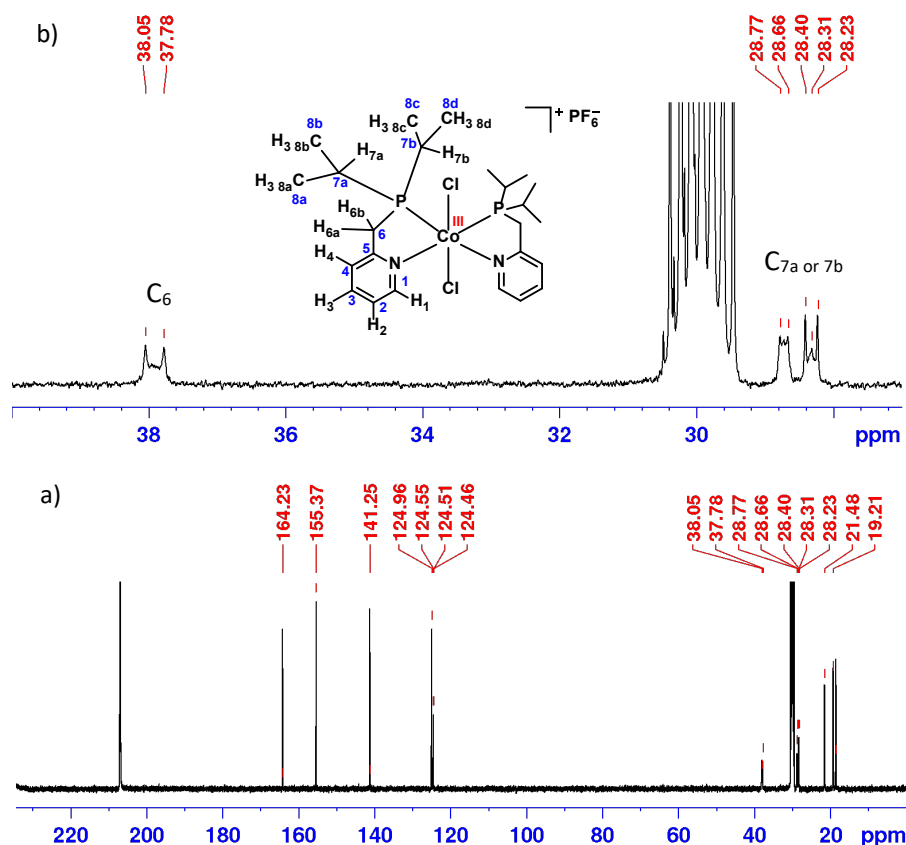 b)
38.05
37.78
28.77
28.66
28.40
28.31
28.23
8c
8d
H3 8cC
CH3 8d
8b
H3 8bC
H7a
7b
H7b
+ PF6−
H3 8aC
7a
8a
P
Cl
P
H6b
H6a
6
III
Co
H4
5
4
N
N
1
3
2
H3
H1
H2
Cl
C6
C7a or 7b
38
36
34
32
30
ppm
a)
164.23
155.37
141.25
124.96
124.55
124.51
124.46
38.05
37.78
28.77
28.66
28.40
28.31
28.23
21.48
19.21
220
200
180
160
140
120
100
80
60
40
20
ppm